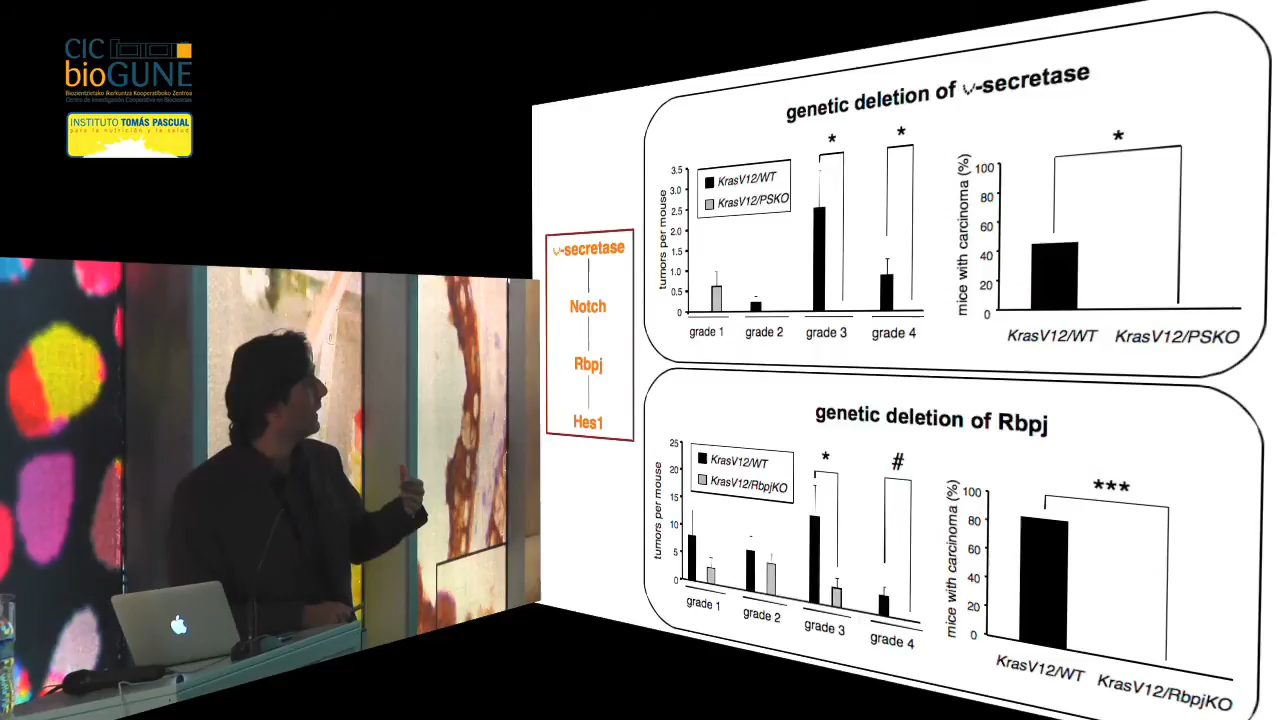 CIC
bioGUNE
Biozientzietako Ikerkuntza Kooperatiboko Zentroa
Centro de Investigación Cooperativa en Biociencias
INSTITUTO TOMÁS PASCUAL
para la nutrición y la salud
-secretase
Notch
Rbpj
Hes1
genetic deletion of -secretase
tumors per mouse
3.5
3.0
2.5
2.0
1.5
1.0
0.5
0
KrasV12/WT
KrasV12/PSKO
*
*
grade 1
grade 2
grade 3
grade 4
mice with carcinoma (%)
100
80
60
40
20
0
*
KrasV12/WT
KrasV12/PSKO
genetic deletion of Rbpj
tumors per mouse
25
20
15
10
5
0
KrasV12/WT
KrasV12/RbpjKO
*
#
grade 1
grade 2
grade 3
grade 4
mice with carcinoma (%)
100
80
60
40
20
0
***
KrasV12/WT
KrasV12/RbpjKO